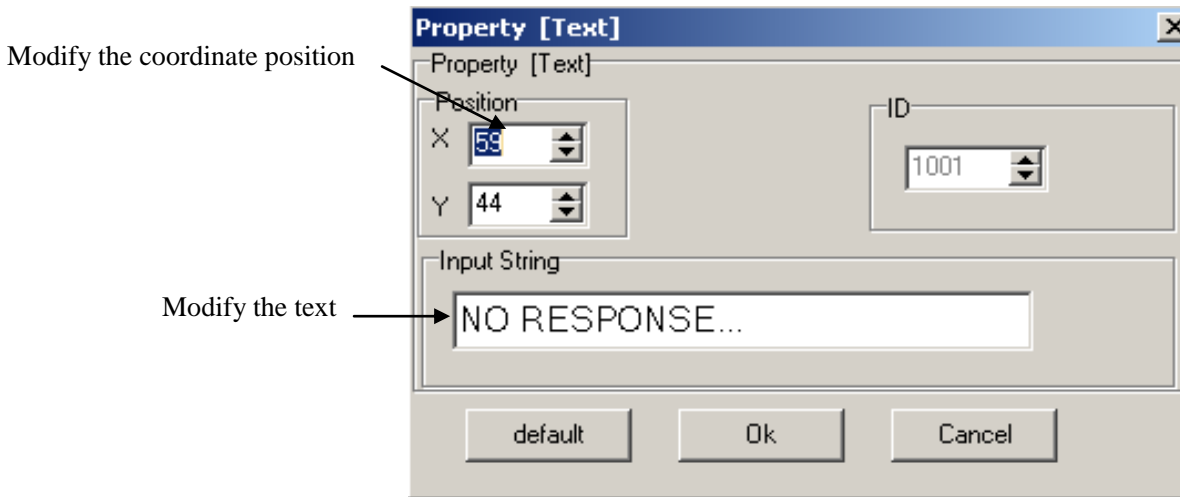 Property [Text]
Modify the coordinate position
Property [Text]
Position
ID
X 59
1001
Y 44
Input String
Modify the text
NO RESPONSE...
default Ok Cancel